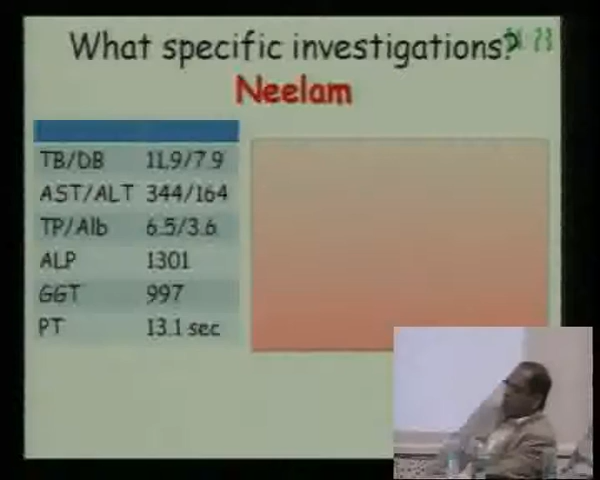 What specific investigations?
Neelam
TB/DB 11.9/7.9
AST/ALT 344/164
TP/Alb 6.5/3.6
ALP 1301
GGT 997
PT 13.1 sec